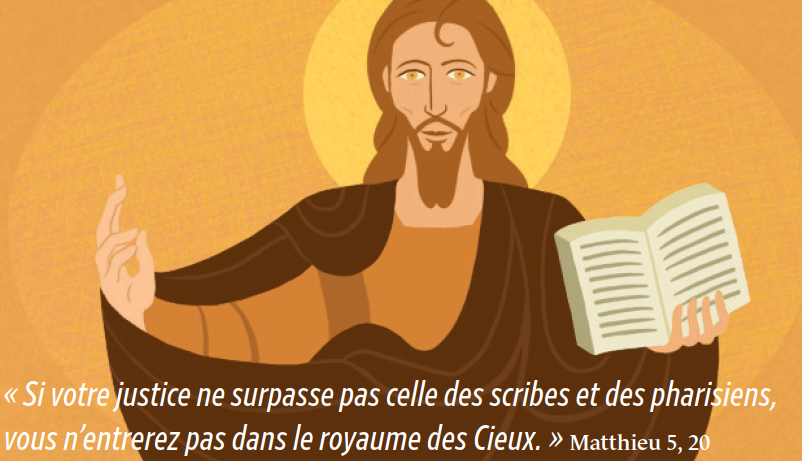 « Si votre justice ne surpasse pas celle des scribes et des pharisiens,
vous n’entrerez pas dans le royaume des Cieux. » Matthieu 5, 20